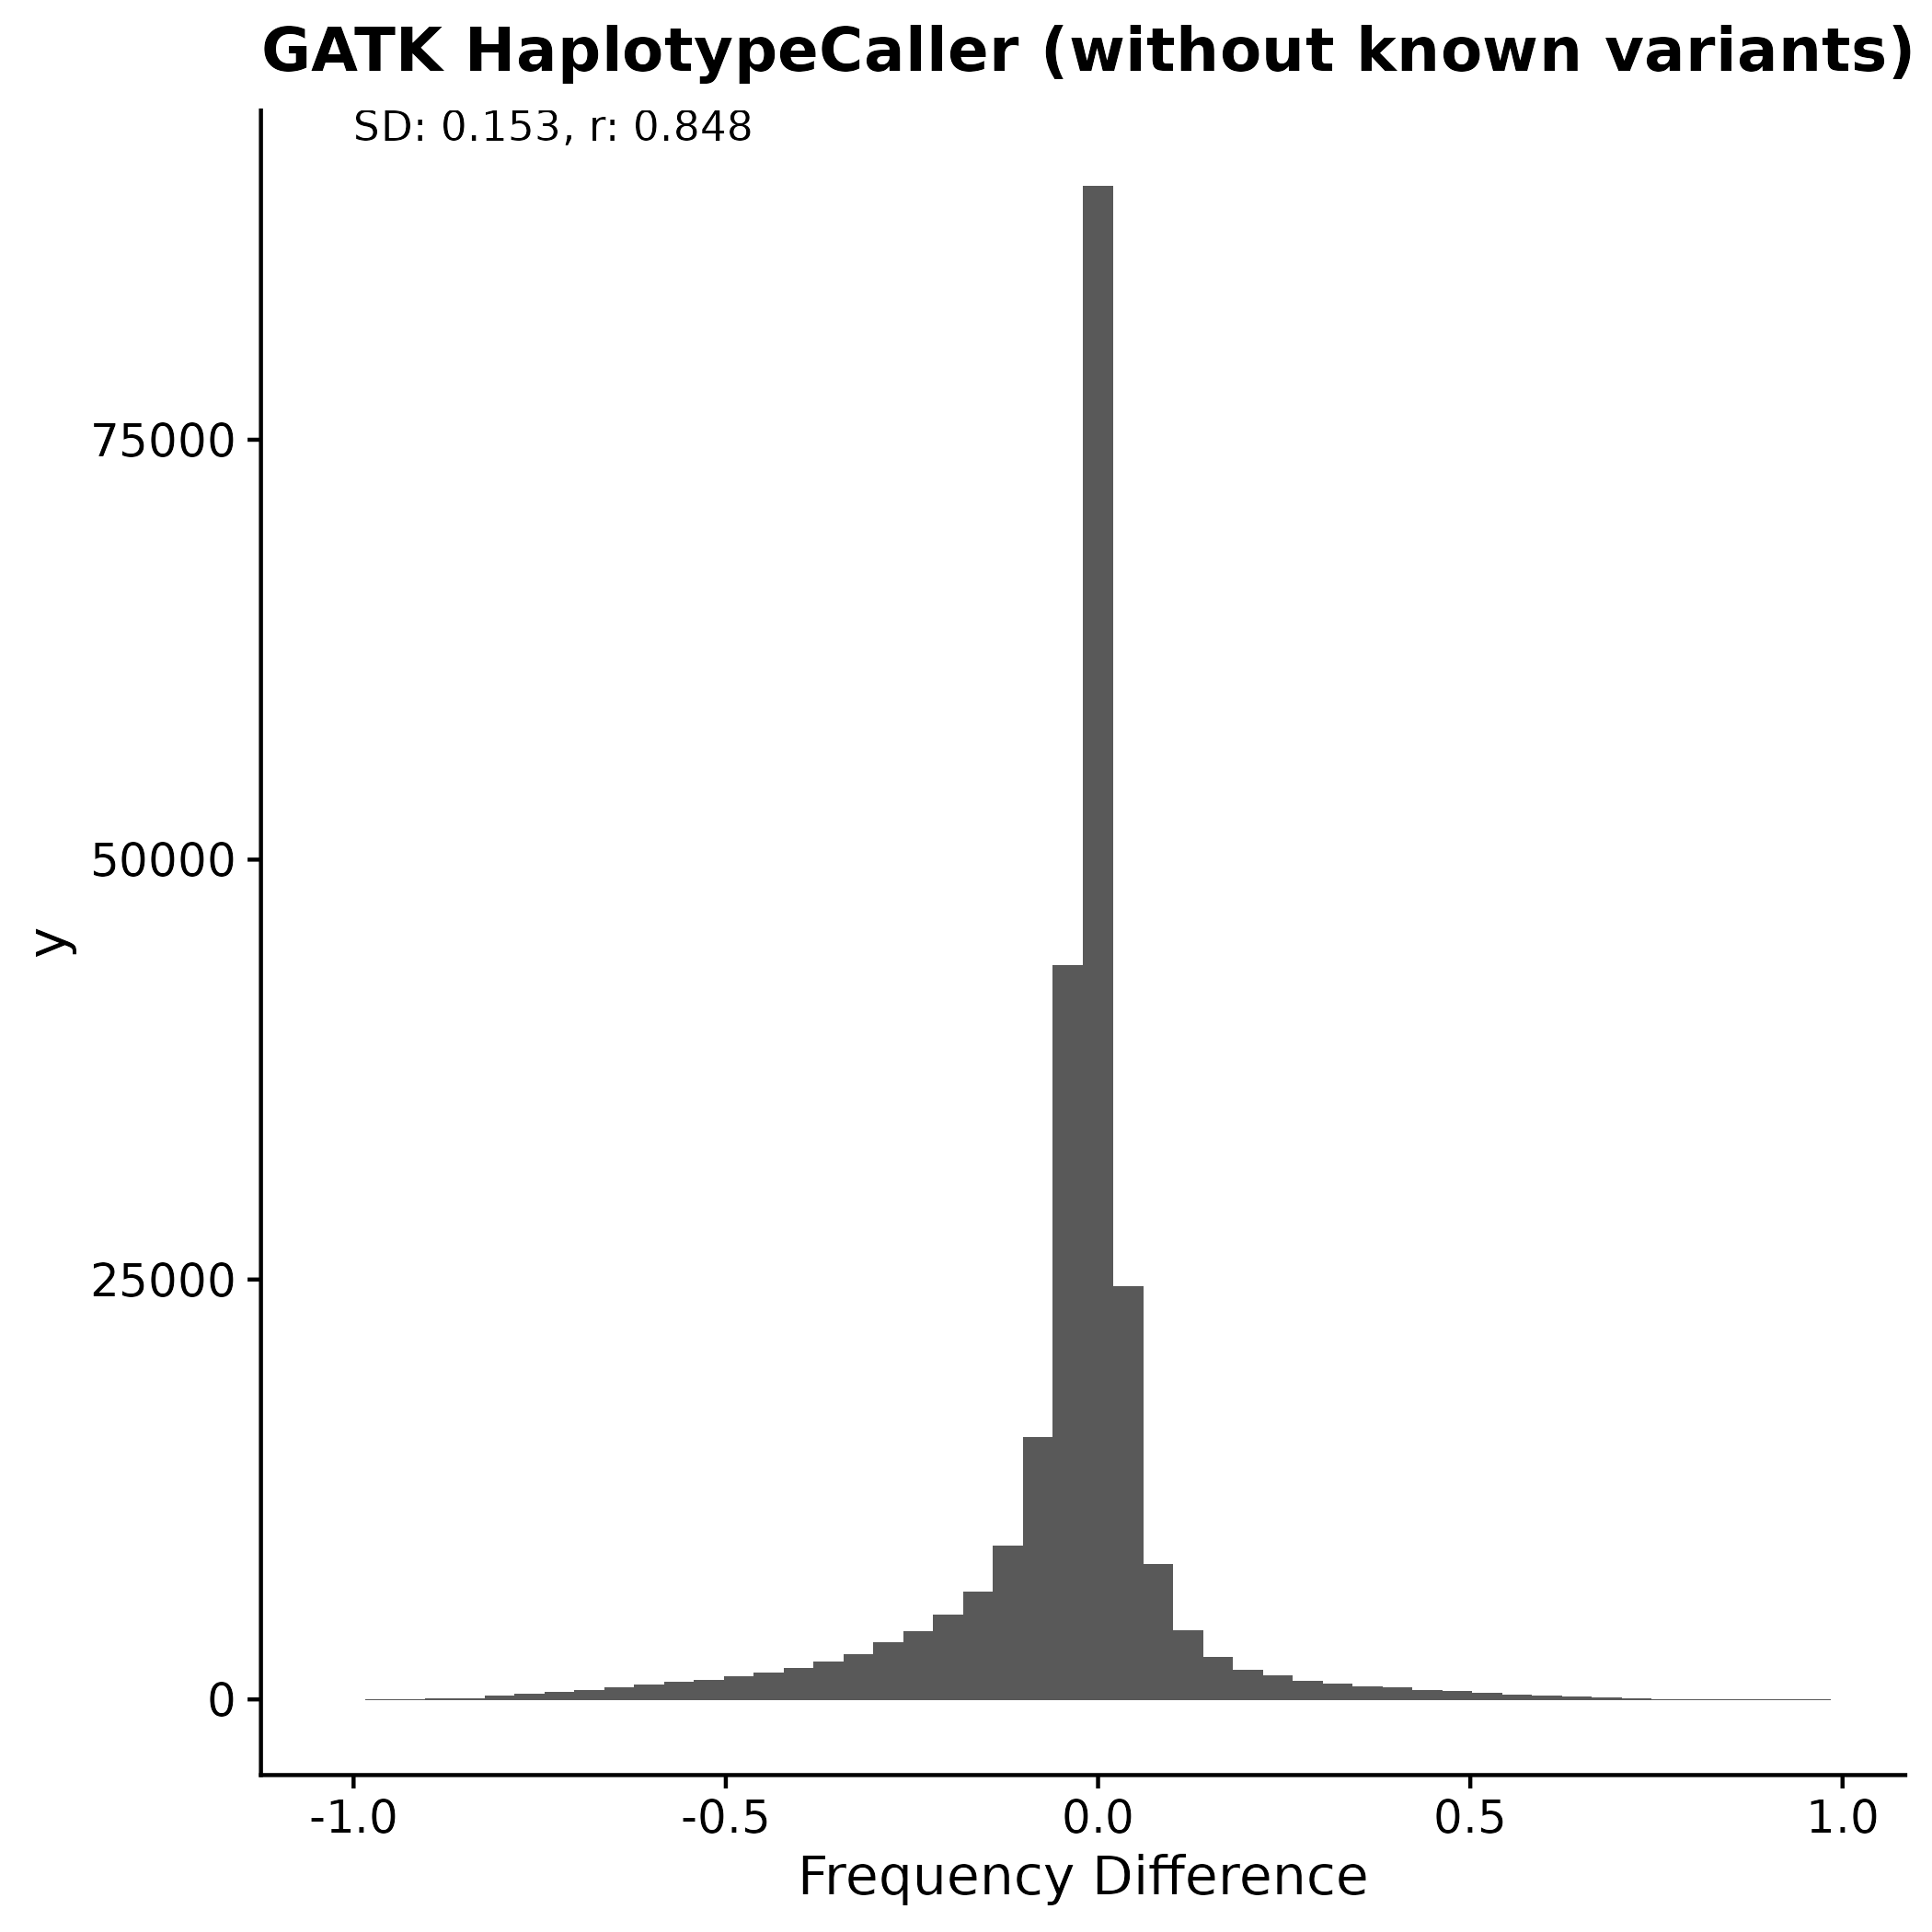 GATK HaplotypeCaller (without known variants)
SD: 0.153, r: 0.848
75000
50000
25000
0
y
-1.0 -0.5 0.0 0.5 1.0
Frequency Difference